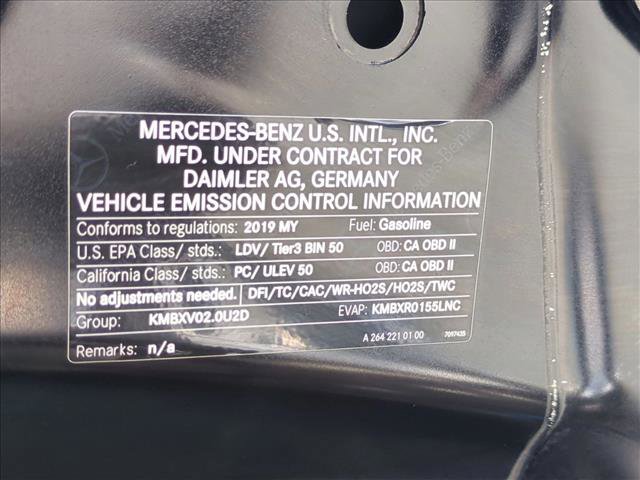 MERCEDES-BENZ U.S. INTL., INC.
MFD. UNDER CONTRACT FOR
DAIMLER AG, GERMANY
VEHICLE EMISSION CONTROL INFORMATION
Conforms to regulations: 2019 MY Fuel: Gasoline
U.S. EPA Class/ stds.: LDV/ Tier3 BIN 50 OBD: CA OBD II
California Class/ stds.: PC/ ULEV 50 OBD: CA OBD II
No adjustments needed. DFI/TC/CAC/WR-HO2S/HO2S/TWC
Group: KMBXV02.0U2D EVAP: KMBXR0155LNC
A 264 221 01 00 7097435
Remarks: n/a
Mercedes-Benz